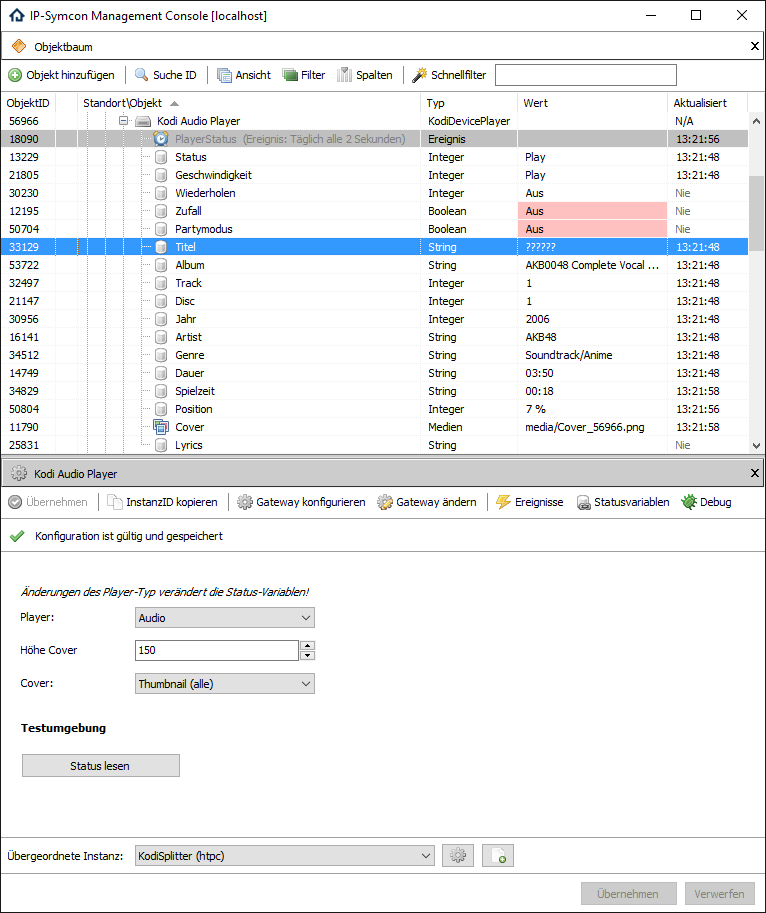 IP-Symcon Management Console [localhost]
Objektbaum
Objekt hinzufügen Suche ID Ansicht Filter Spalten Schnellfilter
ObjektID Standort\Objekt Typ Wert Aktualisiert
56966 Kodi Audio Player KodiDevicePlayer N/A
18090 PlayerStatus (Ereignis: Täglich alle 2 Sekunden) Ereignis 13:21:56
13229 Status Integer Play 13:21:48
21805 Geschwindigkeit Integer Play 13:21:48
30230 Wiederholen Integer Aus Nie
12195 Zufall Boolean Aus Nie
50704 Partymodus Boolean Aus Nie
33129 Titel String ?????? 13:21:48
53722 Album String AKB0048 Complete Vocal ... 13:21:48
32497 Track Integer 1 13:21:48
21147 Disc Integer 1 13:21:48
30956 Jahr Integer 2006 13:21:48
16141 Artist String AKB48 13:21:48
34512 Genre String Soundtrack/Anime 13:21:48
14749 Dauer String 03:50 13:21:48
34829 Spielzeit String 00:18 13:21:58
50804 Position Integer 7 % 13:21:56
11790 Cover Medien media/Cover_56966.png 13:21:58
25831 Lyrics String Nie
Kodi Audio Player
Übernehmen InstanzID kopieren Gateway konfigurieren Gateway ändern Ereignisse Statusvariablen Debug
Konfiguration ist gültig und gespeichert
Änderungen des Player-Typ verändert die Status-Variablen!
Player: Audio
Höhe Cover 150
Cover: Thumbnail (alle)
Testumgebung
Status lesen
Übergeordnete Instanz: KodiSplitter (htpc)
Übernehmen Verwerfen